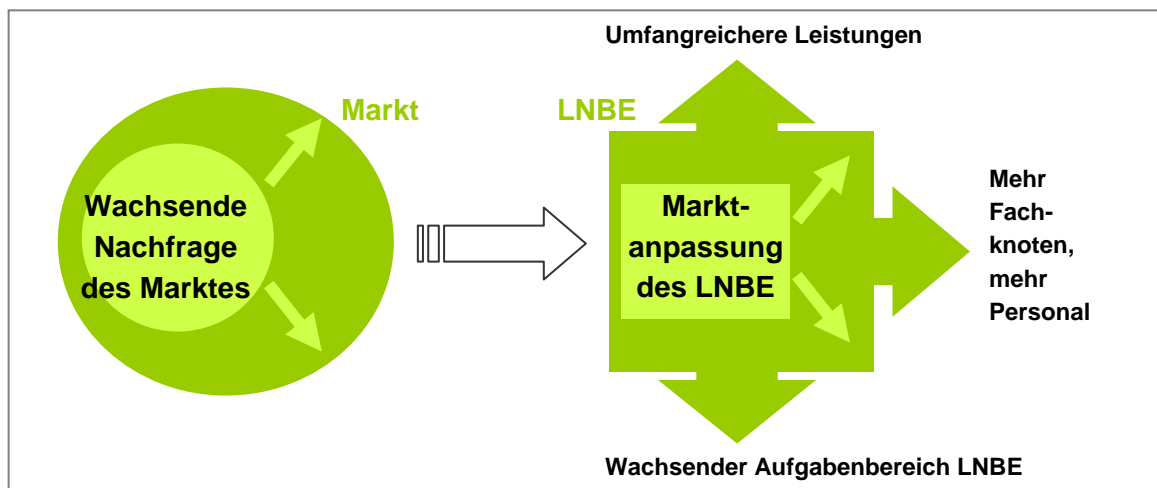 Umfangreichere Leistungen
Markt
LNBE
Wachsende
Nachfrage
des Marktes
Markt-
anpassung
des LNBE
Mehr
Fach-
knoten,
mehr
Personal
Wachsender Aufgabenbereich LNBE